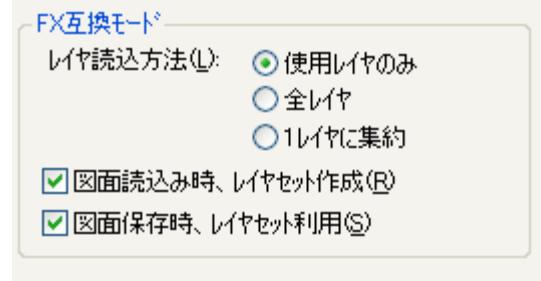 FX互換モード
レイヤ読込方法(L): 使用レイヤのみ
全レイヤ
1レイヤに集約
図面読込み時、レイヤセット作成(R)
図面保存時、レイヤセット利用(S)